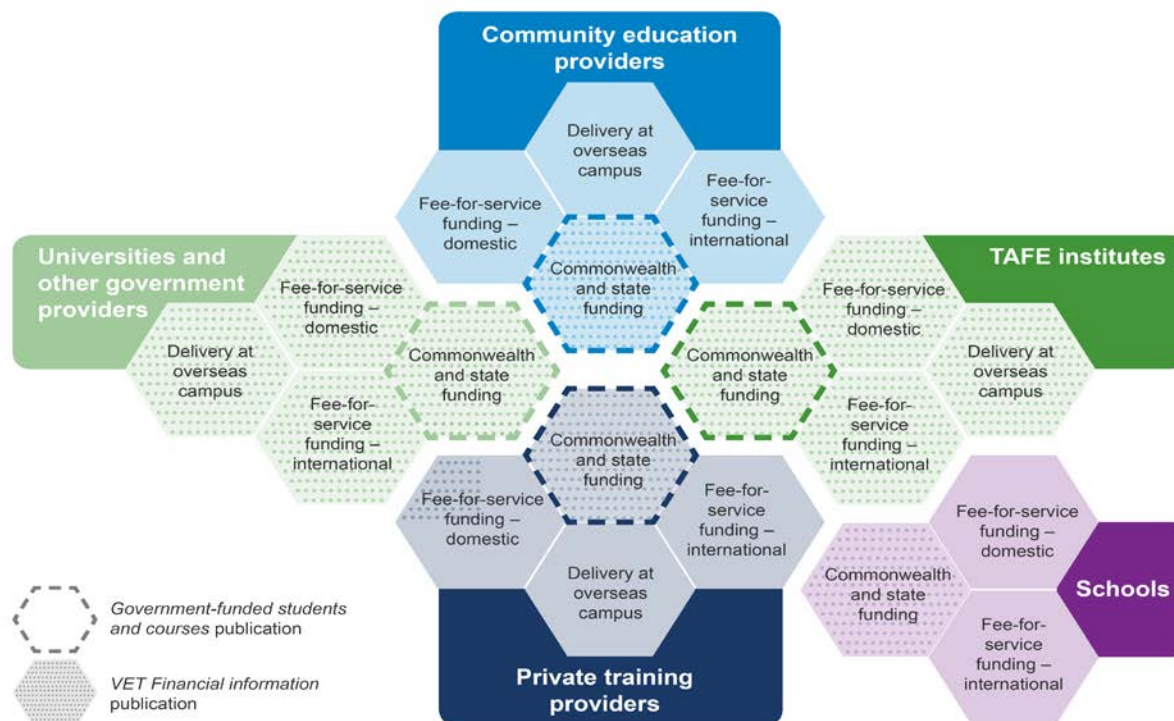 Community education
providers
Delivery at
overseas
campus
Fee-for-service
funding –
domestic
Fee-for-
service
funding –
international
Commonwealth
and state
funding
Universities and
other government
providers
Fee-for-service
funding –
domestic
Delivery at
overseas
campus
Fee-for-
service
funding –
international
Commonwealth
and state
funding
TAFE institutes
Fee-for-service
funding –
domestic
Commonwealth
and state
funding
Delivery at
overseas
campus
Fee-for-
service
funding –
international
Commonwealth
and state
funding
Fee-for-service
funding –
domestic
Fee-for-
service
funding –
international
Delivery at
overseas
campus
Private training
providers
Fee-for-service
funding –
domestic
Commonwealth
and state
funding
Schools
Fee-for-
service
funding –
international
Government-funded students
and courses publication
VET Financial information
publication